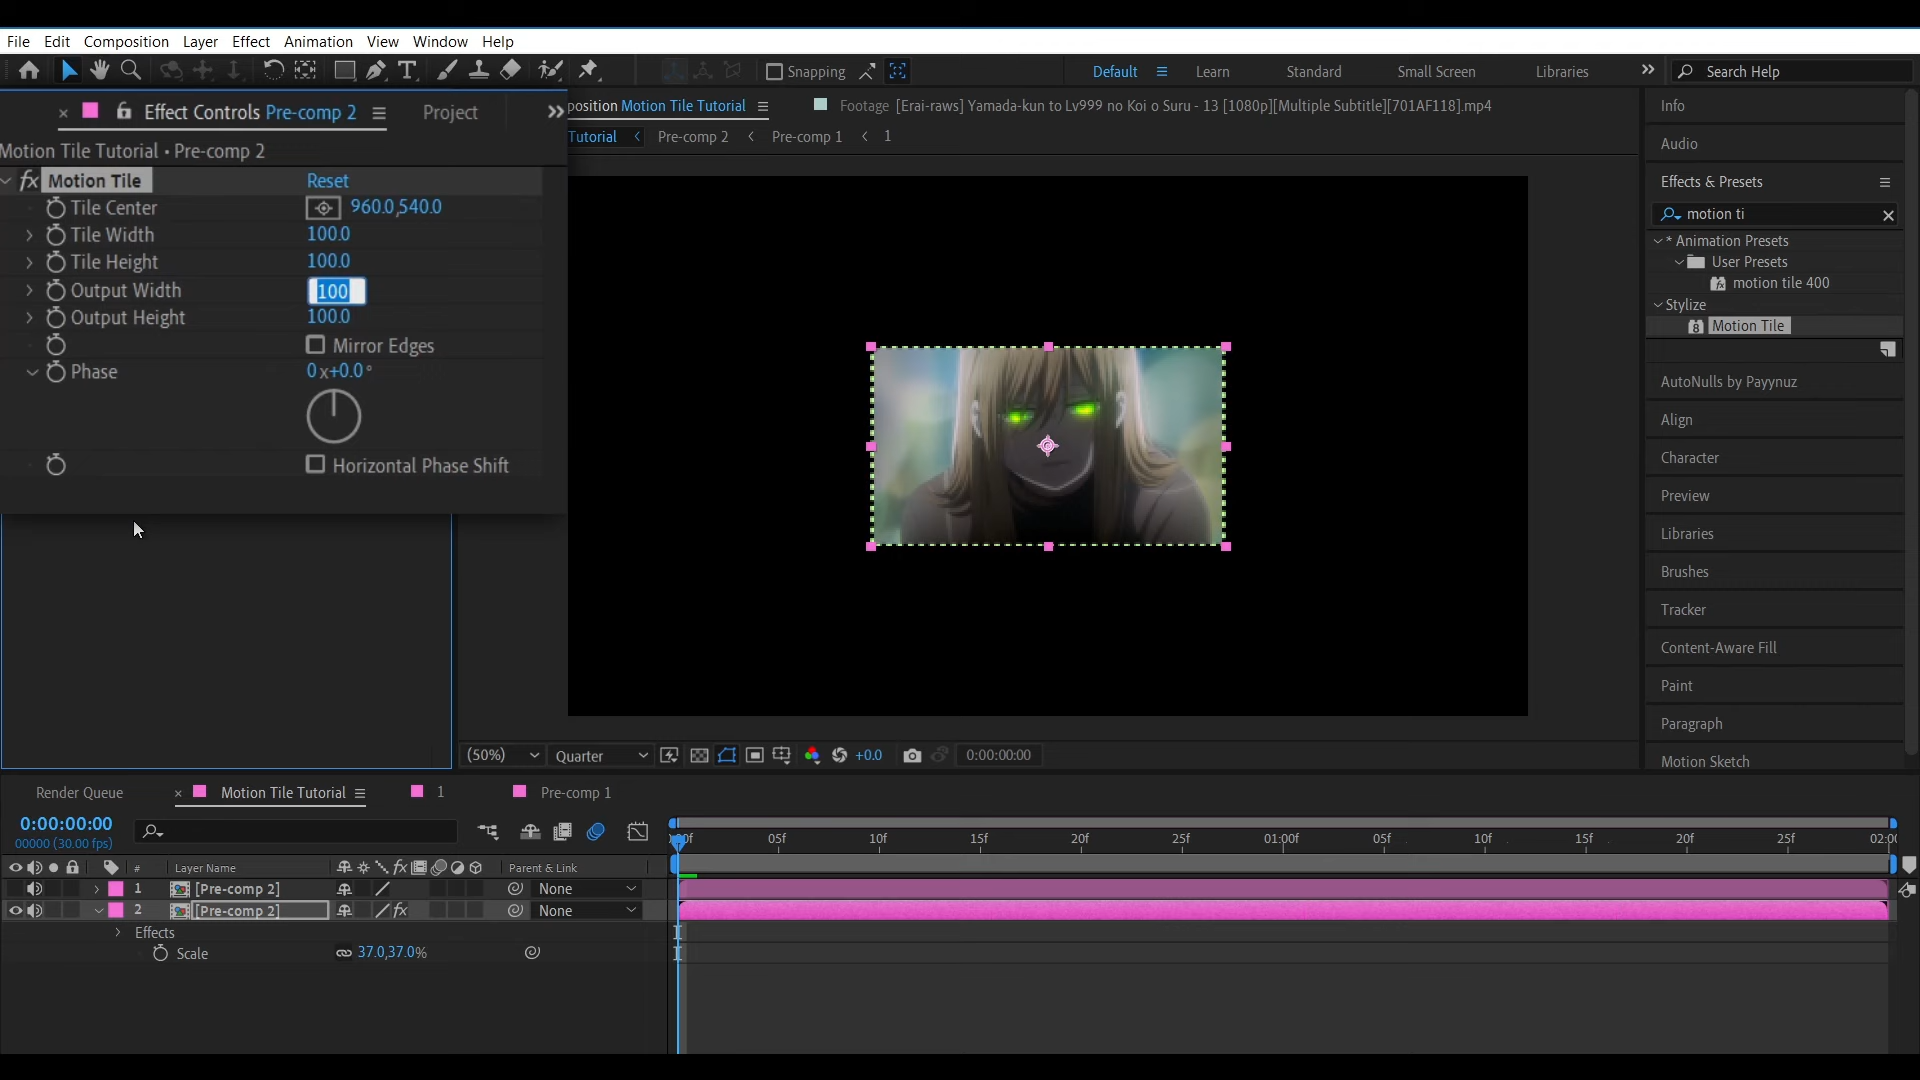 File Edit Composition Layer Effect Animation View Window Help
Snapping Default Learn Standard Small Screen Libraries Search Help
Effect Controls Pre-comp 2 Project
position Motion Tile Tutorial
Footage [Erai-raws] Yamada-kun to Lv999 no Koi o Suru - 13 [1080p][Multiple Subtitle][701AF118].mp4
Tutorial Pre-comp 2 Pre-comp 1 1
Motion Tile Tutorial • Pre-comp 2
fx Motion Tile Reset
Tile Center 960.0,540.0
Tile Width 100.0
Tile Height 100.0
Output Width 100
Output Height 100.0
Mirror Edges
Phase 0x+0.0°
Horizontal Phase Shift
Info
Audio
Effects & Presets
motion ti
* Animation Presets
User Presets
motion tile 400
Stylize
Motion Tile
AutoNulls by Payynuz
Align
Character
Preview
Libraries
Brushes
Tracker
Content-Aware Fill
Paint
Paragraph
Motion Sketch
(50%) Quarter +0.0 0:00:00:00
Render Queue Motion Tile Tutorial 1 Pre-comp 1
0:00:00:00
00000 (30.00 fps)
:00f 05f 10f 15f 20f 25f 01:00f 05f 10f 15f 20f 25f 02:00
# Layer Name fx Parent & Link
1 [Pre-comp 2] None
2 [Pre-comp 2] fx None
Effects
Scale 37.0,37.0%